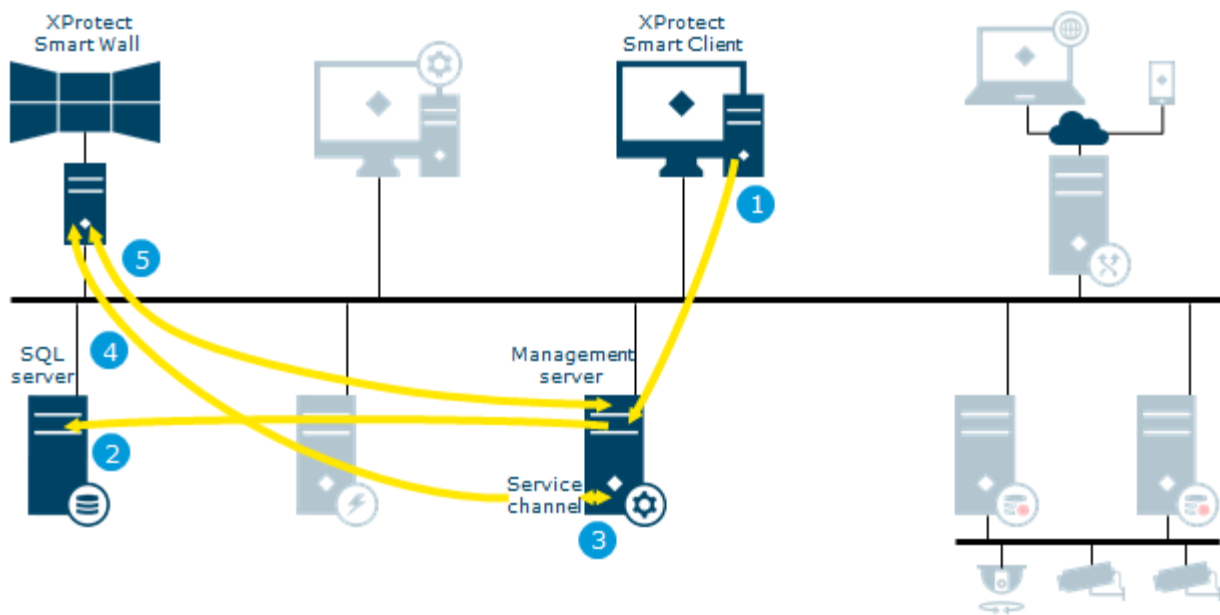 XProtect
Smart Wall
XProtect
Smart Client
1
5
4
SQL
server
Management
server
2
Service
channel
3